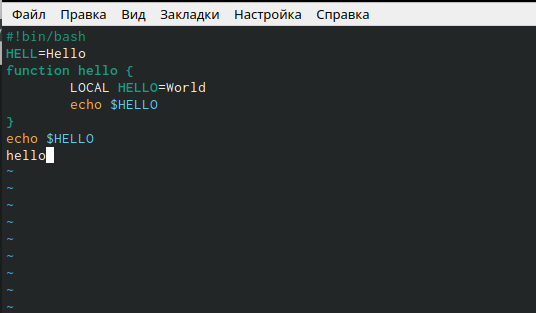 Файл Правка Вид Закладки Настройка Справка
#!bin/bash
HELL=Hello
function hello {
LOCAL HELLO=World
echo $HELLO
}
echo $HELLO
hello
~
~
~
~
~
~
~
~
~